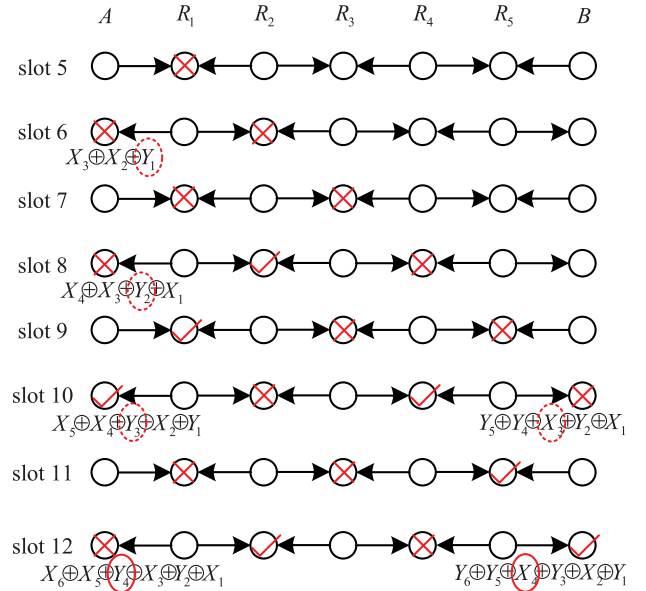 A R₁ R₂ R₃ R₄ R₅ B
slot 5
slot 6
X₃⊕X₂⊕Y₁
slot 7
slot 8
X₄⊕X₃⊕Y₂⊕X₁
slot 9
slot 10
X₅⊕X₄⊕Y₃⊕X₂⊕Y₁ Y₅⊕Y₄⊕X₃⊕Y₂⊕X₁
slot 11
slot 12
X₆⊕X₅⊕Y₄⊕X₃⊕Y₂⊕X₁ Y₆⊕Y₅⊕X₄⊕Y₃⊕X₂⊕Y₁